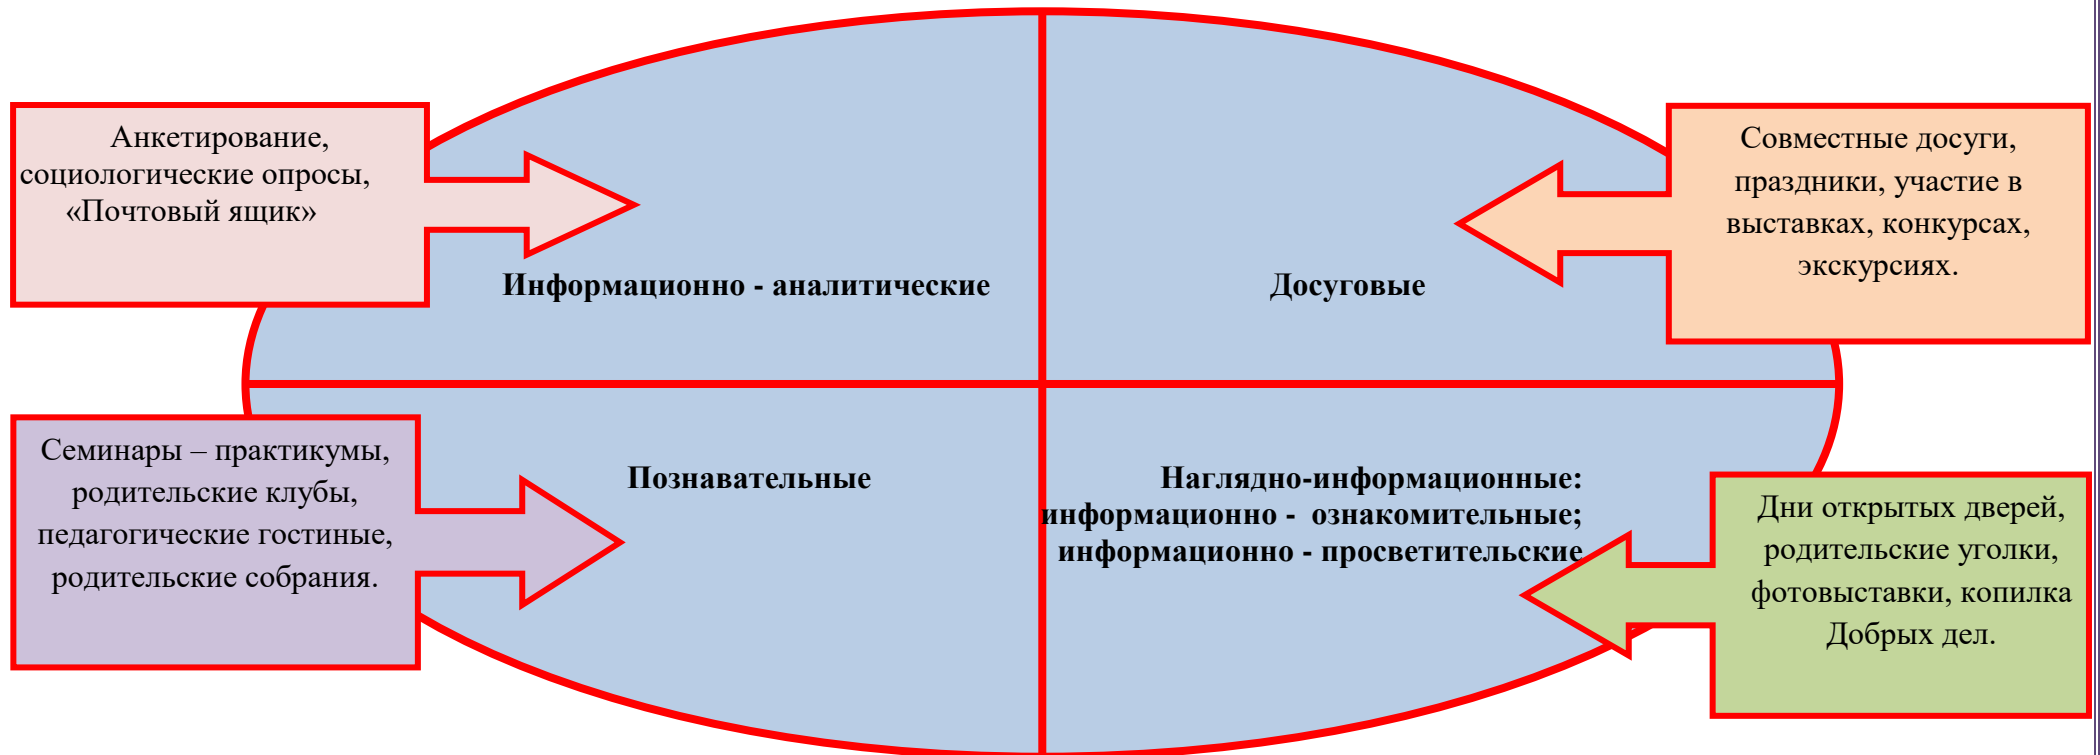 Анкетирование,
социологические опросы,
«Почтовый ящик»
Информационно - аналитические
Совместные досуги,
праздники, участие в
выставках, конкурсах,
экскурсиях.
Досуговые
Семинары – практикумы,
родительские клубы,
педагогические гостиные,
родительские собрания.
Познавательные
Наглядно-информационные:
информационно - ознакомительные;
информационно - просветительские
Дни открытых дверей,
родительские уголки,
фотовыставки, копилка
Добрых дел.